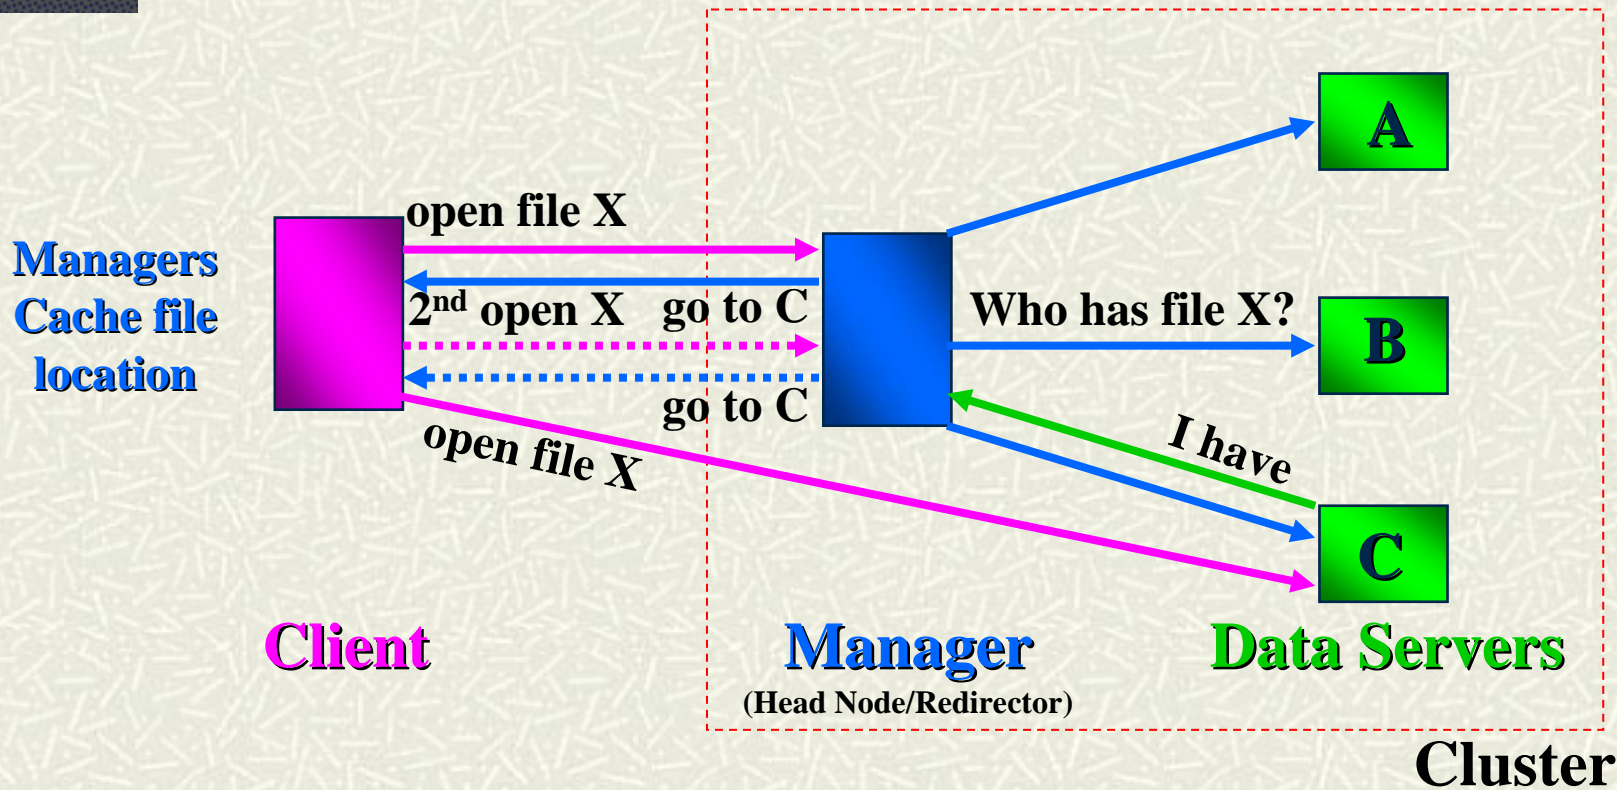 A
open file X
Managers
Cache file
location
2nd open X
go to C
Who has file X?
B
go to C
open file X
I have
C
Client
Manager
Data Servers
(Head Node/Redirector)
Cluster